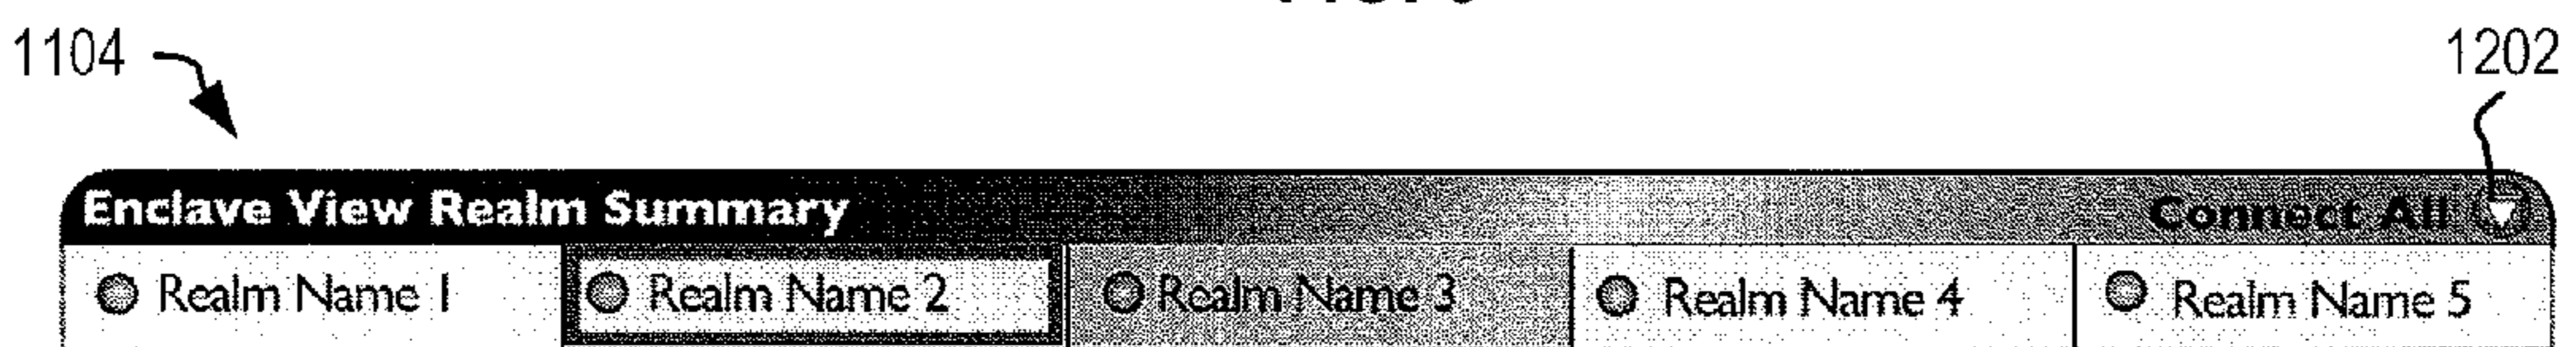 1104 1202
Enclave View Realm Summary Connect All
Realm Name 1 Realm Name 2 Realm Name 3 Realm Name 4 Realm Name 5